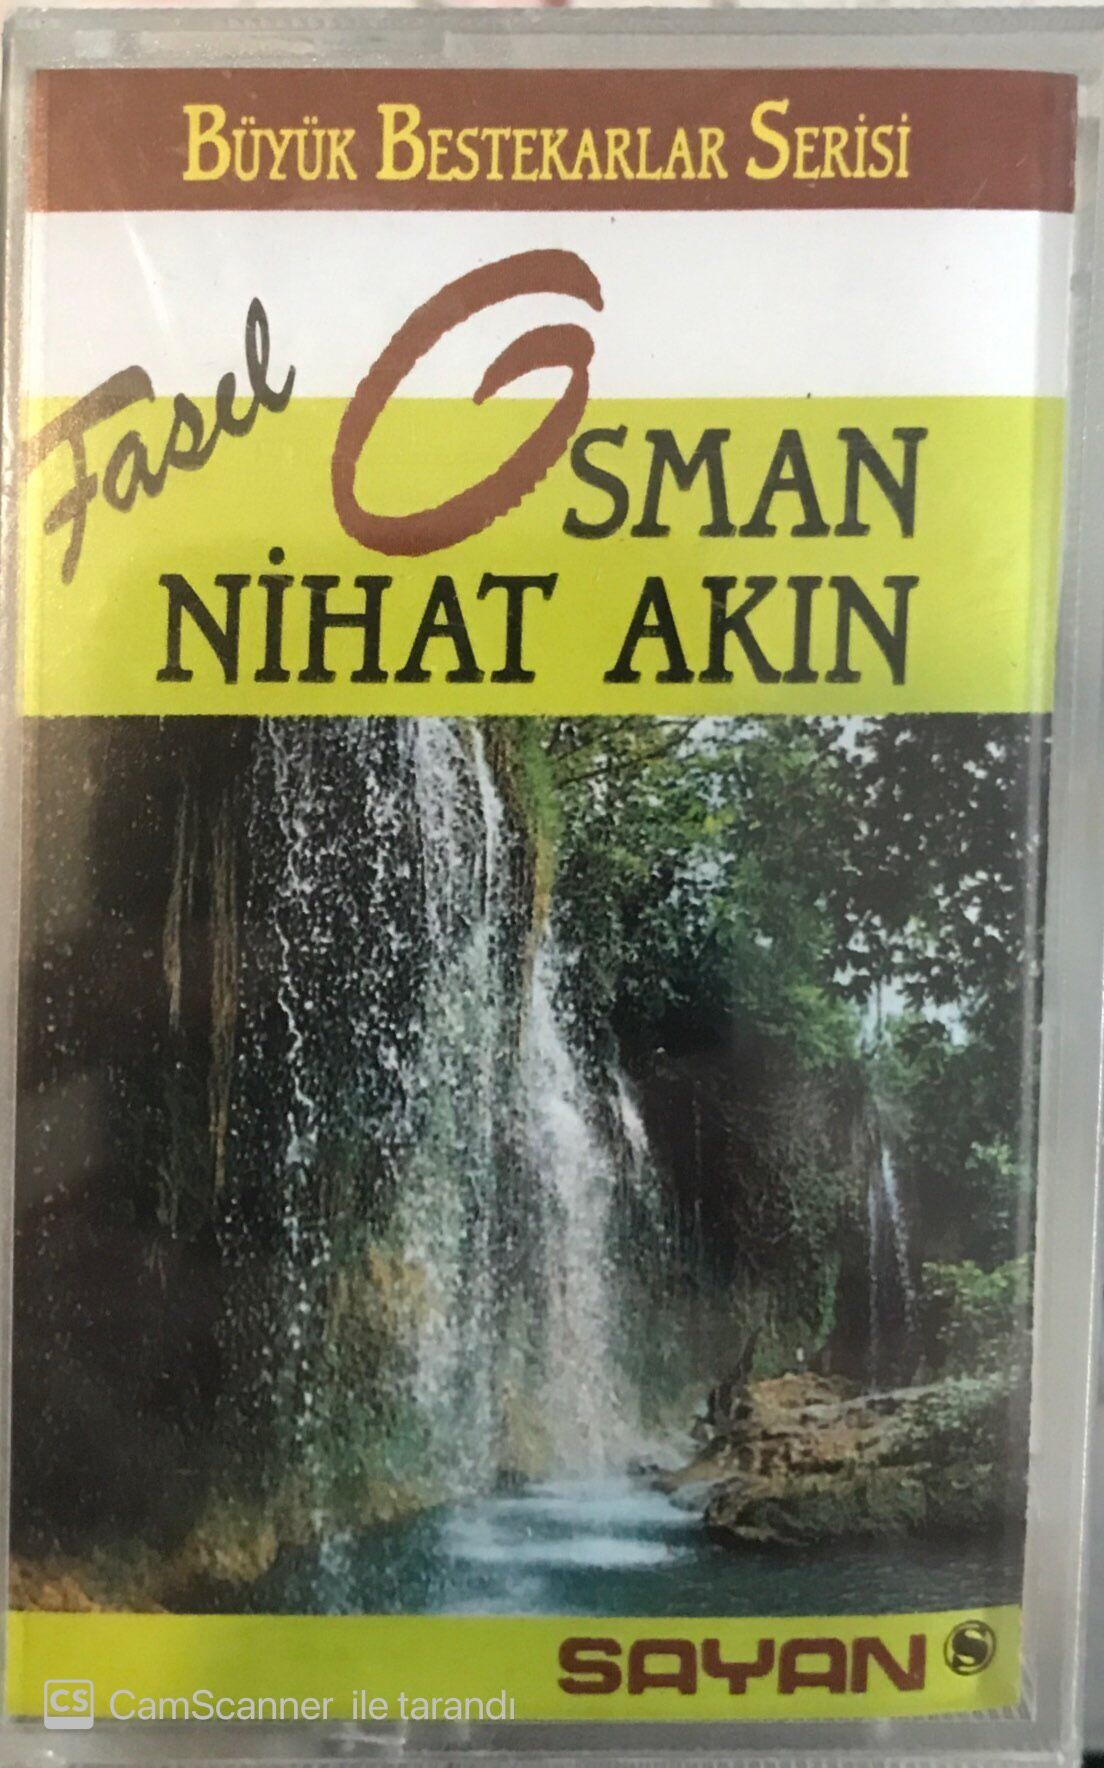 BÜYÜK BESTEKARLAR SERİSİ
Fasıl
OSMAN
NİHAT AKIN
SAYAN S
CS CamScanner ile tarandı